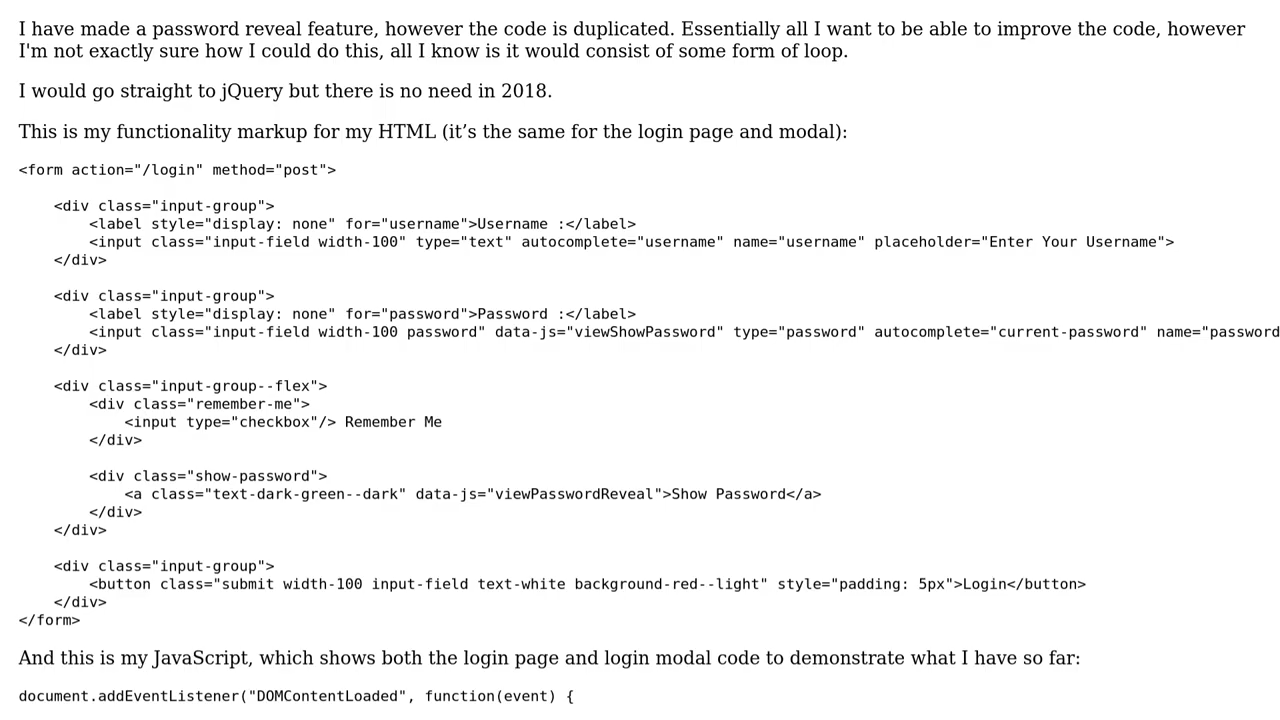 I have made a password reveal feature, however the code is duplicated. Essentially all I want to be able to improve the code, however
I'm not exactly sure how I could do this, all I know is it would consist of some form of loop.
I would go straight to jQuery but there is no need in 2018.
This is my functionality markup for my HTML (it’s the same for the login page and modal):
<form action="/login" method="post">
    <div class="input-group">
        <label style="display: none" for="username">Username :</label>
        <input class="input-field width-100" type="text" autocomplete="username" name="username" placeholder="Enter Your Username">
    </div>
    <div class="input-group">
        <label style="display: none" for="password">Password :</label>
        <input class="input-field width-100 password" data-js="viewShowPassword" type="password" autocomplete="current-password" name="password
    </div>
    <div class="input-group--flex">
        <div class="remember-me">
            <input type="checkbox"/> Remember Me
        </div>
        <div class="show-password">
            <a class="text-dark-green--dark" data-js="viewPasswordReveal">Show Password</a>
        </div>
    </div>
    <div class="input-group">
        <button class="submit width-100 input-field text-white background-red--light" style="padding: 5px">Login</button>
    </div>
</form>
And this is my JavaScript, which shows both the login page and login modal code to demonstrate what I have so far:
document.addEventListener("DOMContentLoaded", function(event) {